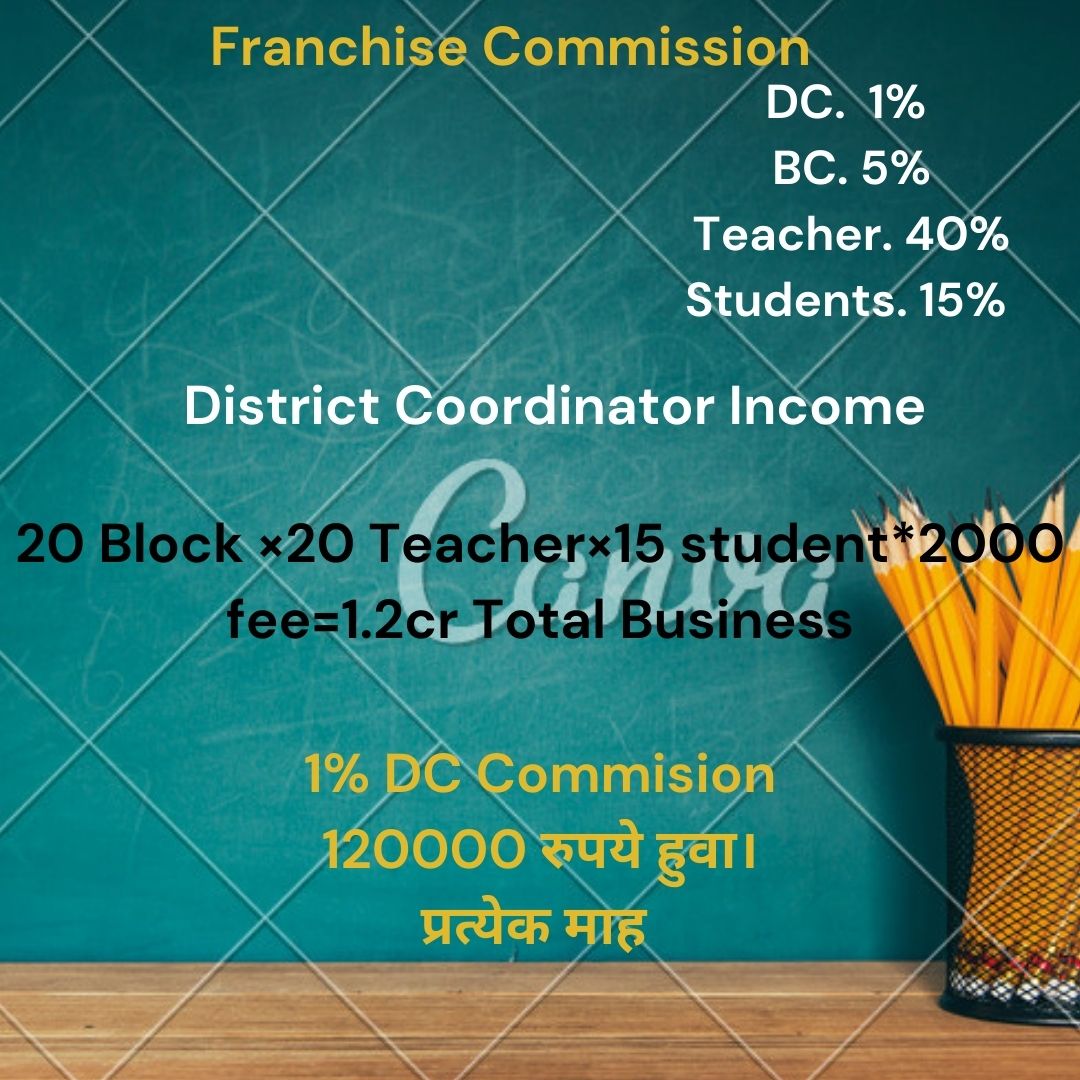 Franchise Commission
DC. 1%
BC. 5%
Teacher. 40%
Students. 15%
District Coordinator Income
20 Block ×20 Teacher×15 student*2000
fee=1.2cr Total Business
Canva
1% DC Commision
120000 रुपये हुवा।
प्रत्येक माह